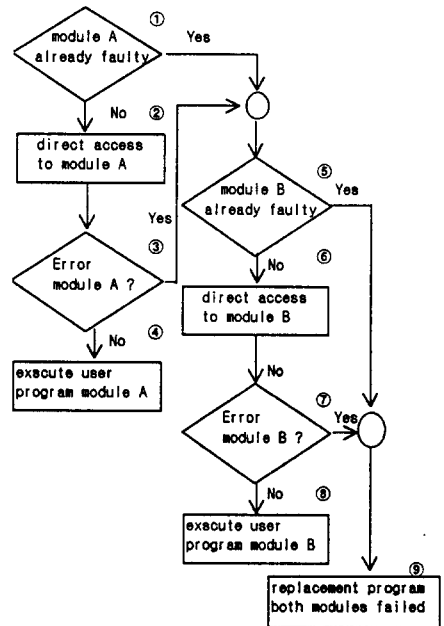 ①
module A
already faulty
Yes
No
②
direct access
to module A
Yes
③
Error
module A ?
No
④
exscute user
program module A
⑤
module B
already faulty
Yes
No
⑥
direct access
to module B
No
⑦
Error
module B ?
Yes
No
⑧
exscute user
program module B
⑨
replacement program
both modules failed